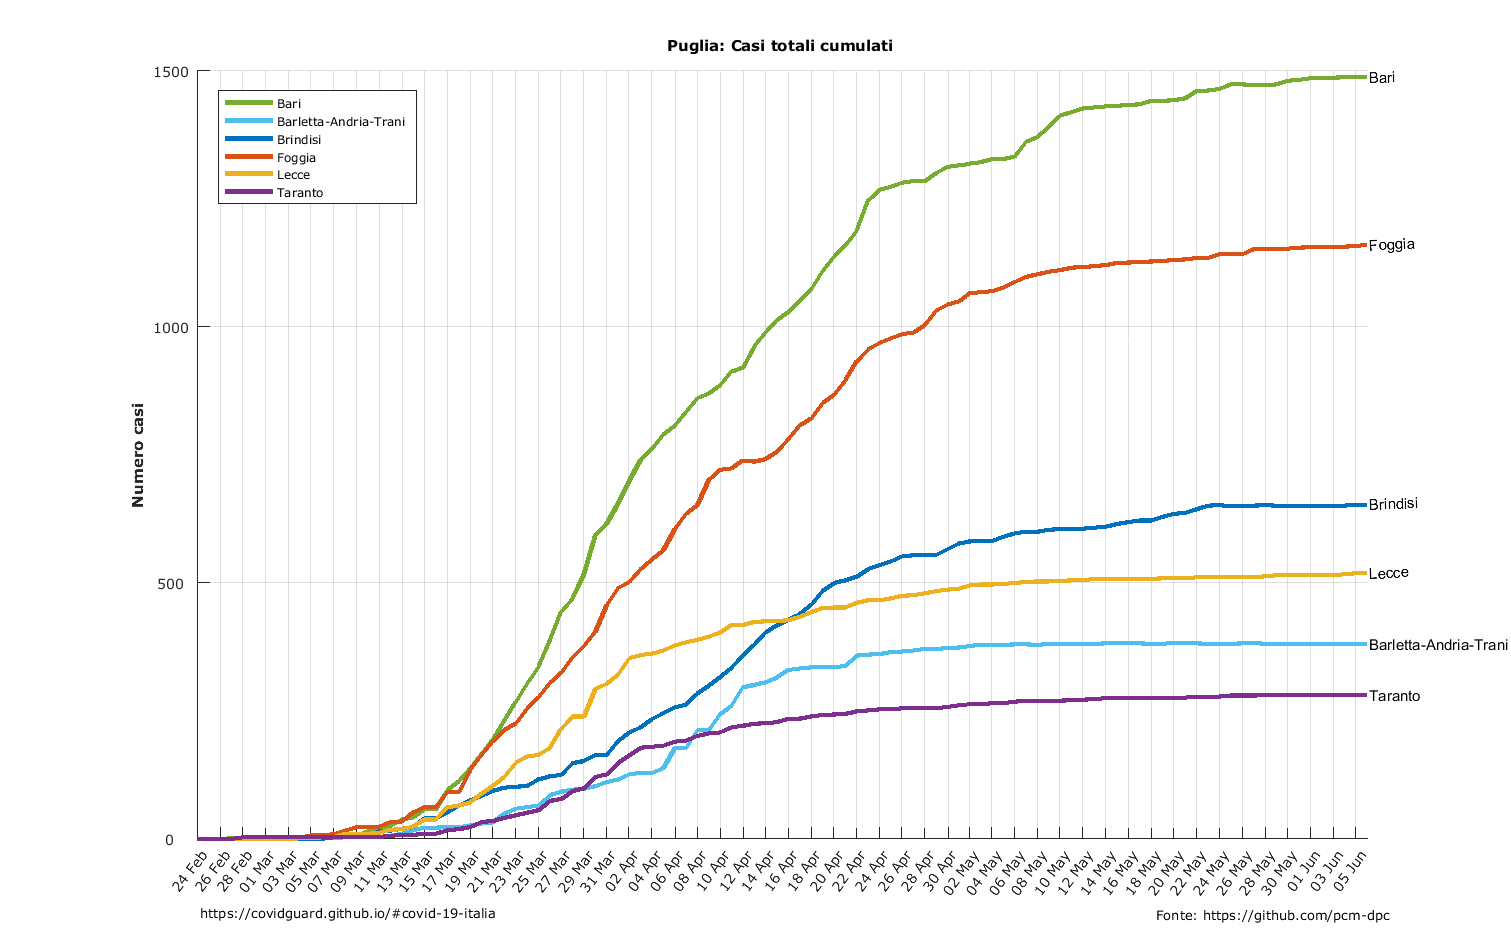 Puglia: Casi totali cumulati
1500
1000
500
0
Numero casi
Bari
Barletta-Andria-Trani
Brindisi
Foggia
Lecce
Taranto
Bari
Foggia
Brindisi
Lecce
Barletta-Andria-Trani
Taranto
24 Feb
26 Feb
28 Feb
01 Mar
03 Mar
05 Mar
07 Mar
09 Mar
11 Mar
13 Mar
15 Mar
17 Mar
19 Mar
21 Mar
23 Mar
25 Mar
27 Mar
29 Mar
31 Mar
02 Apr
04 Apr
06 Apr
08 Apr
10 Apr
12 Apr
14 Apr
16 Apr
18 Apr
20 Apr
22 Apr
24 Apr
26 Apr
28 Apr
30 Apr
02 May
04 May
06 May
08 May
10 May
12 May
14 May
16 May
18 May
20 May
22 May
24 May
26 May
28 May
30 May
01 Jun
03 Jun
05 Jun
https://covidguard.github.io/#covid-19-italia
Fonte: https://github.com/pcm-dpc